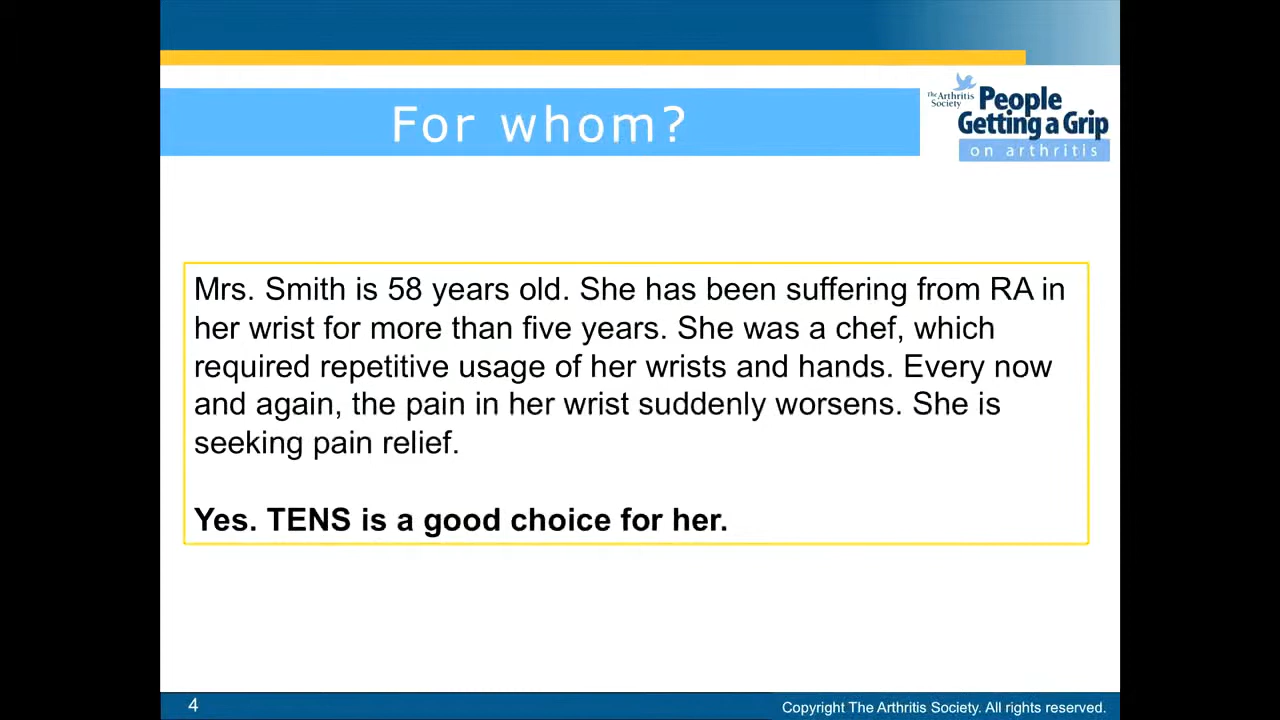 For whom?
The Arthritis
Society
People
Getting a Grip
on arthritis
Mrs. Smith is 58 years old. She has been suffering from RA in
her wrist for more than five years. She was a chef, which
required repetitive usage of her wrists and hands. Every now
and again, the pain in her wrist suddenly worsens. She is
seeking pain relief.
Yes. TENS is a good choice for her.
4
Copyright The Arthritis Society. All rights reserved.